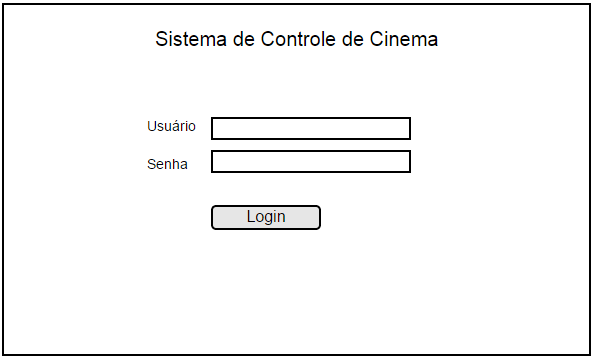 Sistema de Controle de Cinema
Usuário
Senha
Login